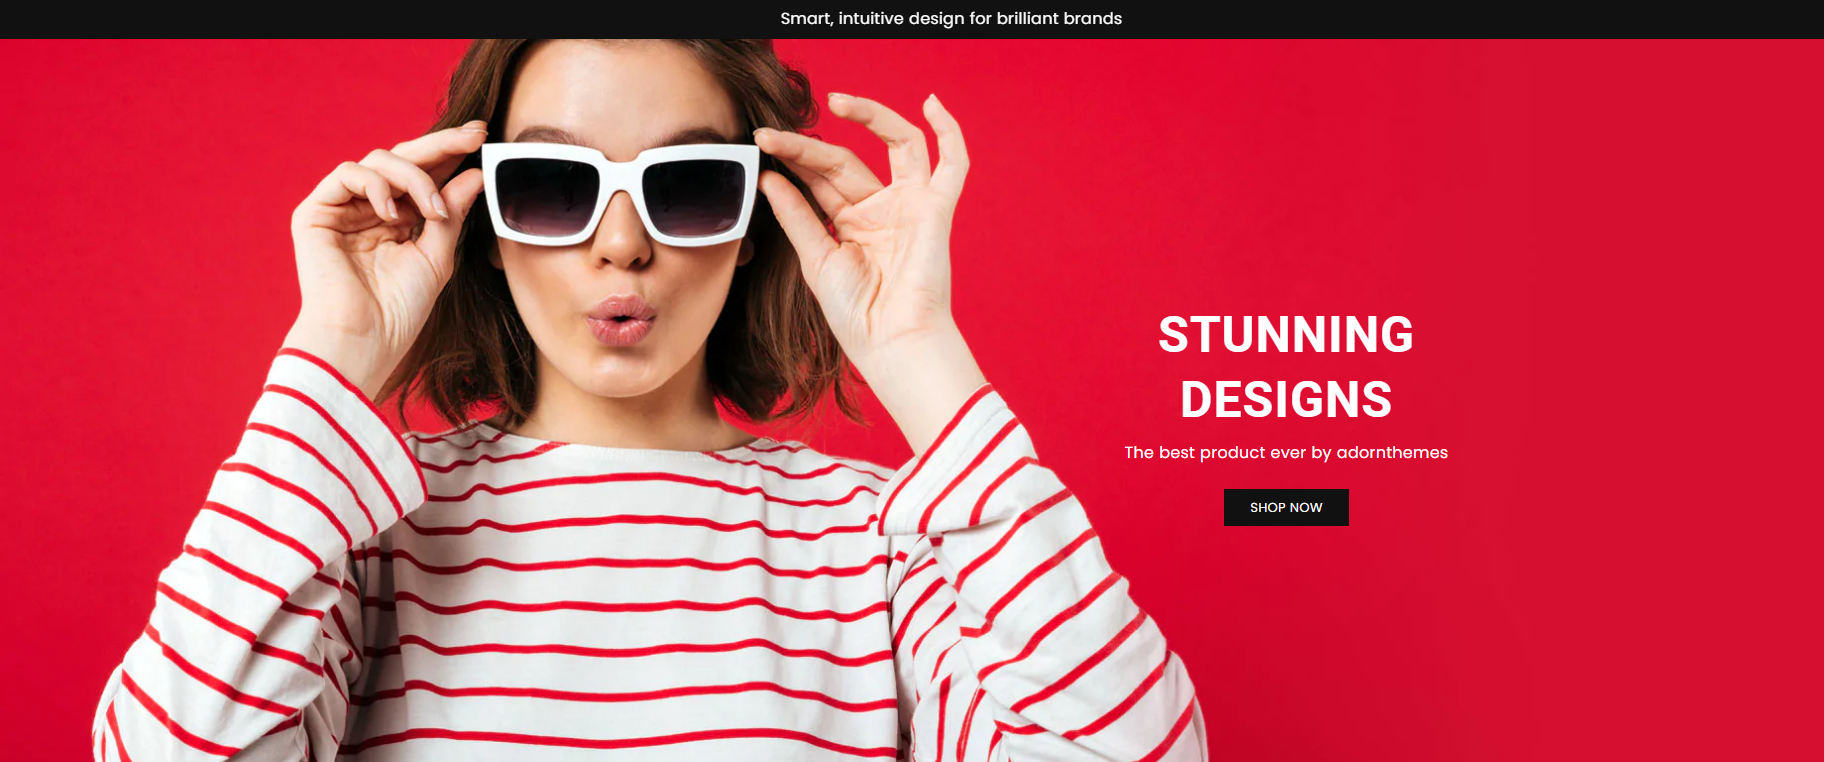 Smart, intuitive design for brilliant brands
STUNNING
DESIGNS
The best product ever by adornthemes
SHOP NOW